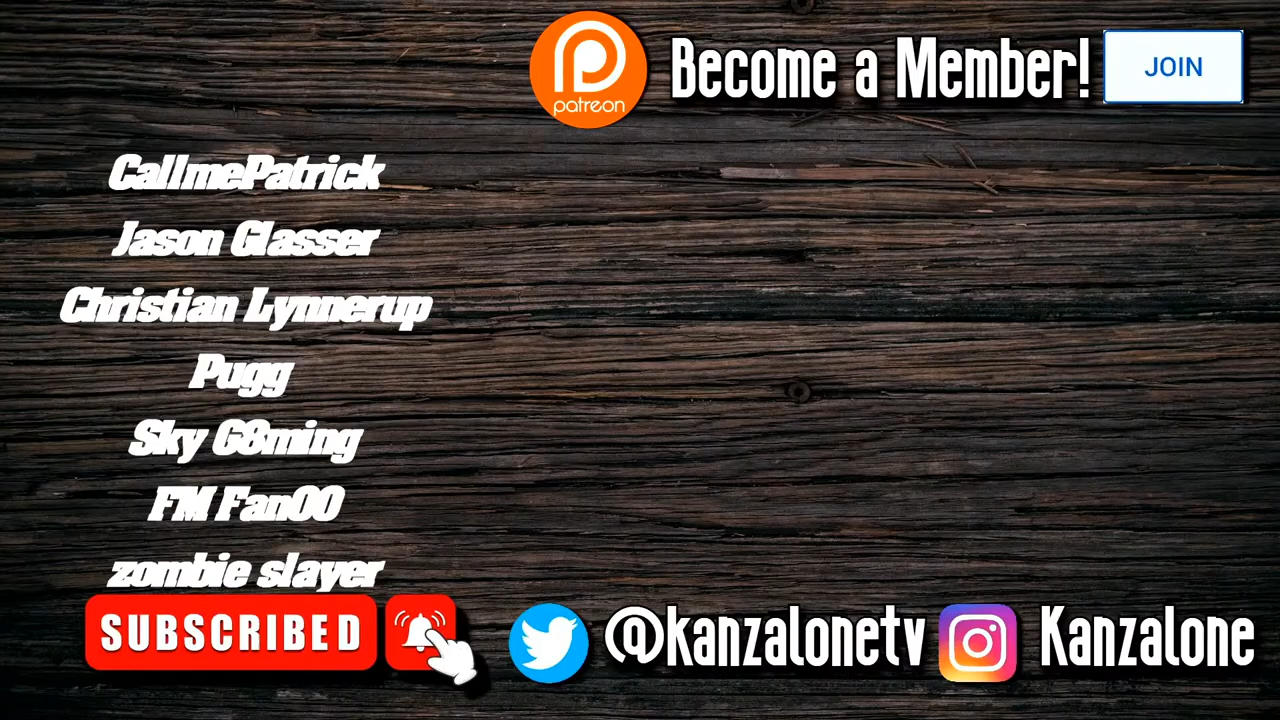 patreon
Become a Member!
JOIN
CallmePatrick
Jason Glasser
Christian Lynnerup
Pugg
Sky G8ming
FM Fan00
zombie slayer
SUBSCRIBED
@kanzalonetv
Kanzalone